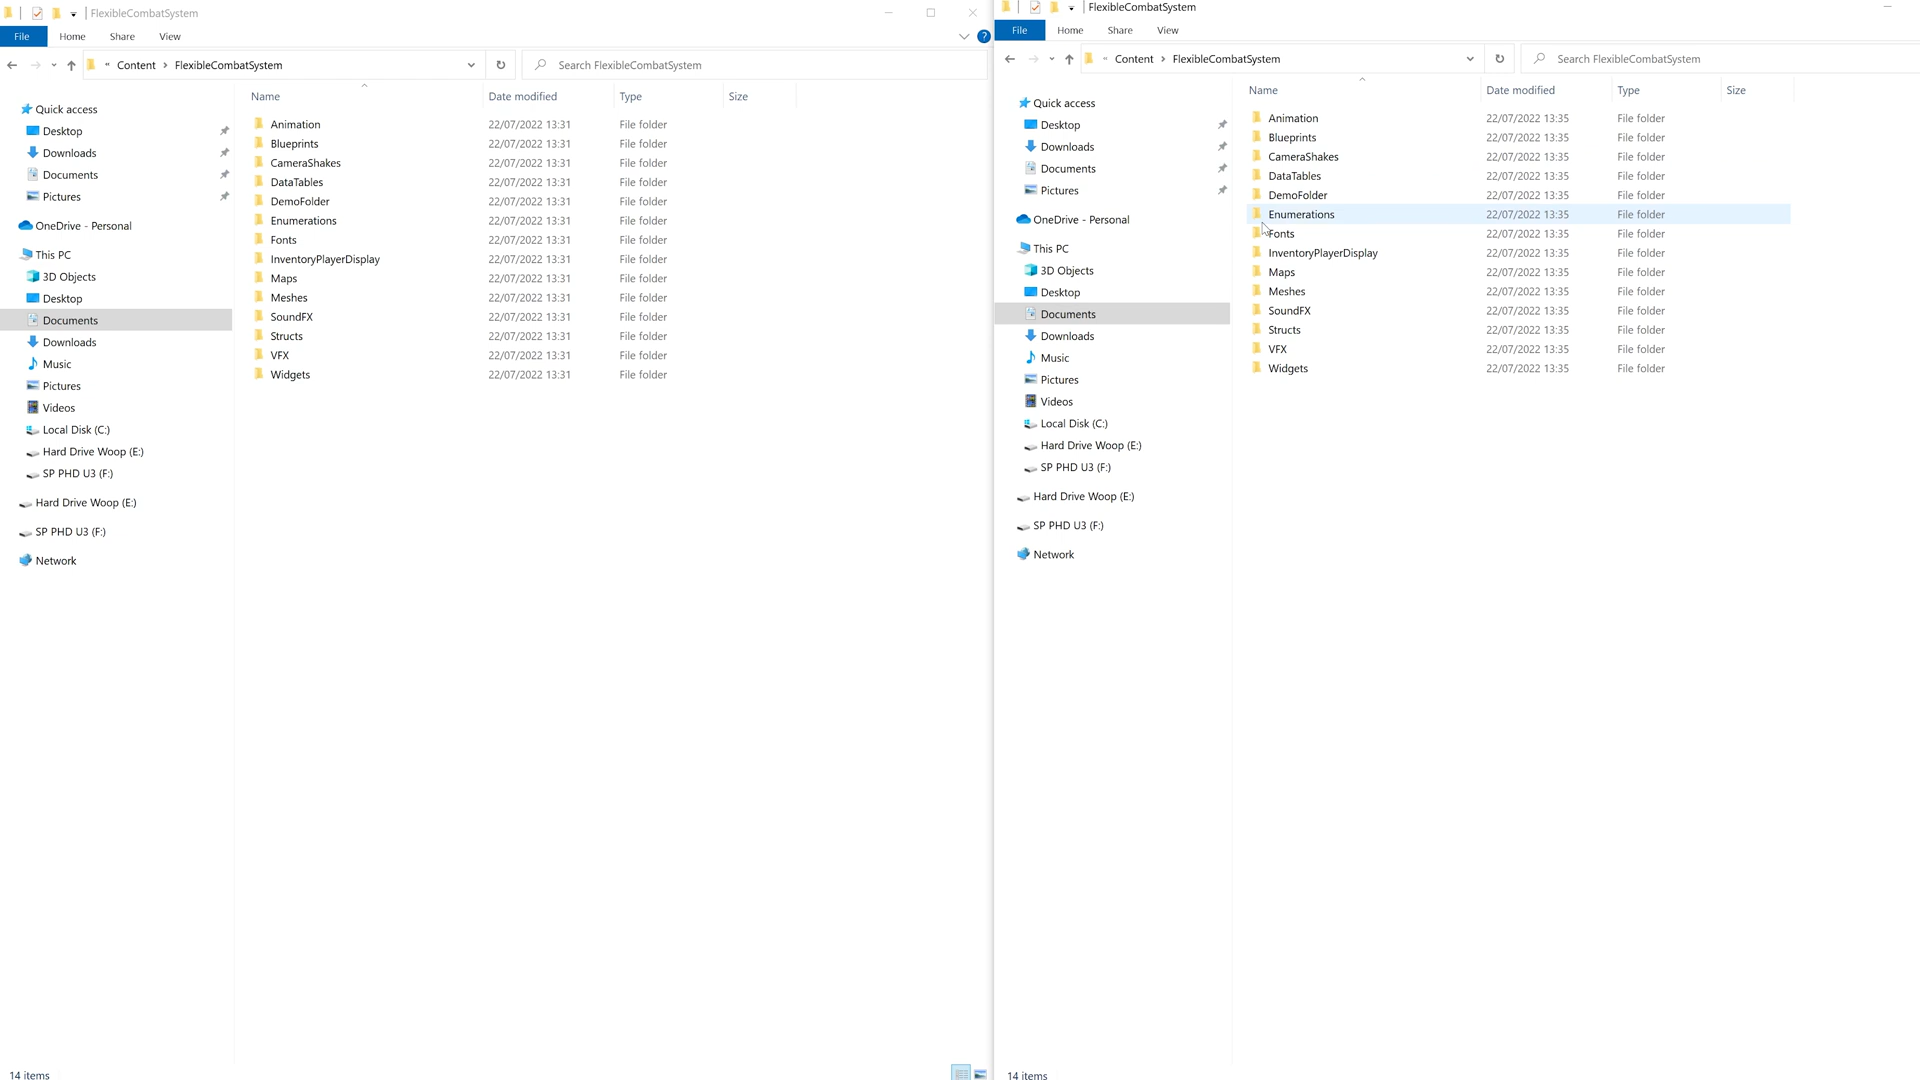 FlexibleCombatSystem
File Home Share View
Content > FlexibleCombatSystem
Search FlexibleCombatSystem
Name Date modified Type Size
Quick access
Desktop
Downloads
Documents
Pictures
OneDrive - Personal
This PC
3D Objects
Desktop
Documents
Downloads
Music
Pictures
Videos
Local Disk (C:)
Hard Drive Woop (E:)
SP PHD U3 (F:)
Hard Drive Woop (E:)
SP PHD U3 (F:)
Network
Animation 22/07/2022 13:31 File folder
Blueprints 22/07/2022 13:31 File folder
CameraShakes 22/07/2022 13:31 File folder
DataTables 22/07/2022 13:31 File folder
DemoFolder 22/07/2022 13:31 File folder
Enumerations 22/07/2022 13:31 File folder
Fonts 22/07/2022 13:31 File folder
InventoryPlayerDisplay 22/07/2022 13:31 File folder
Maps 22/07/2022 13:31 File folder
Meshes 22/07/2022 13:31 File folder
SoundFX 22/07/2022 13:31 File folder
Structs 22/07/2022 13:31 File folder
VFX 22/07/2022 13:31 File folder
Widgets 22/07/2022 13:31 File folder
14 items
FlexibleCombatSystem
File Home Share View
Content > FlexibleCombatSystem
Search FlexibleCombatSystem
Name Date modified Type Size
Quick access
Desktop
Downloads
Documents
Pictures
OneDrive - Personal
This PC
3D Objects
Desktop
Documents
Downloads
Music
Pictures
Videos
Local Disk (C:)
Hard Drive Woop (E:)
SP PHD U3 (F:)
Hard Drive Woop (E:)
SP PHD U3 (F:)
Network
Animation 22/07/2022 13:35 File folder
Blueprints 22/07/2022 13:35 File folder
CameraShakes 22/07/2022 13:35 File folder
DataTables 22/07/2022 13:35 File folder
DemoFolder 22/07/2022 13:35 File folder
Enumerations 22/07/2022 13:35 File folder
Fonts 22/07/2022 13:35 File folder
InventoryPlayerDisplay 22/07/2022 13:35 File folder
Maps 22/07/2022 13:35 File folder
Meshes 22/07/2022 13:35 File folder
SoundFX 22/07/2022 13:35 File folder
Structs 22/07/2022 13:35 File folder
VFX 22/07/2022 13:35 File folder
Widgets 22/07/2022 13:35 File folder
14 items